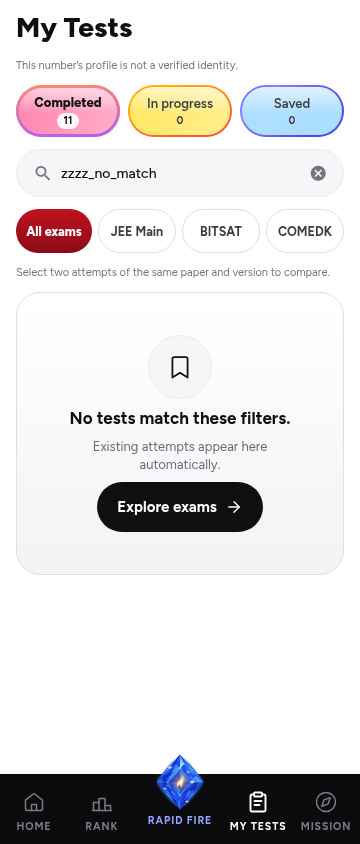 My Tests
This number's profile is not a verified identity.
Completed
11
In progress
0
Saved
0
zzzz_no_match
All exams
JEE Main
BITSAT
COMEDK
Select two attempts of the same paper and version to compare.
No tests match these filters.
Existing attempts appear here
automatically.
Explore exams
HOME
RANK
RAPID FIRE
MY TESTS
MISSION